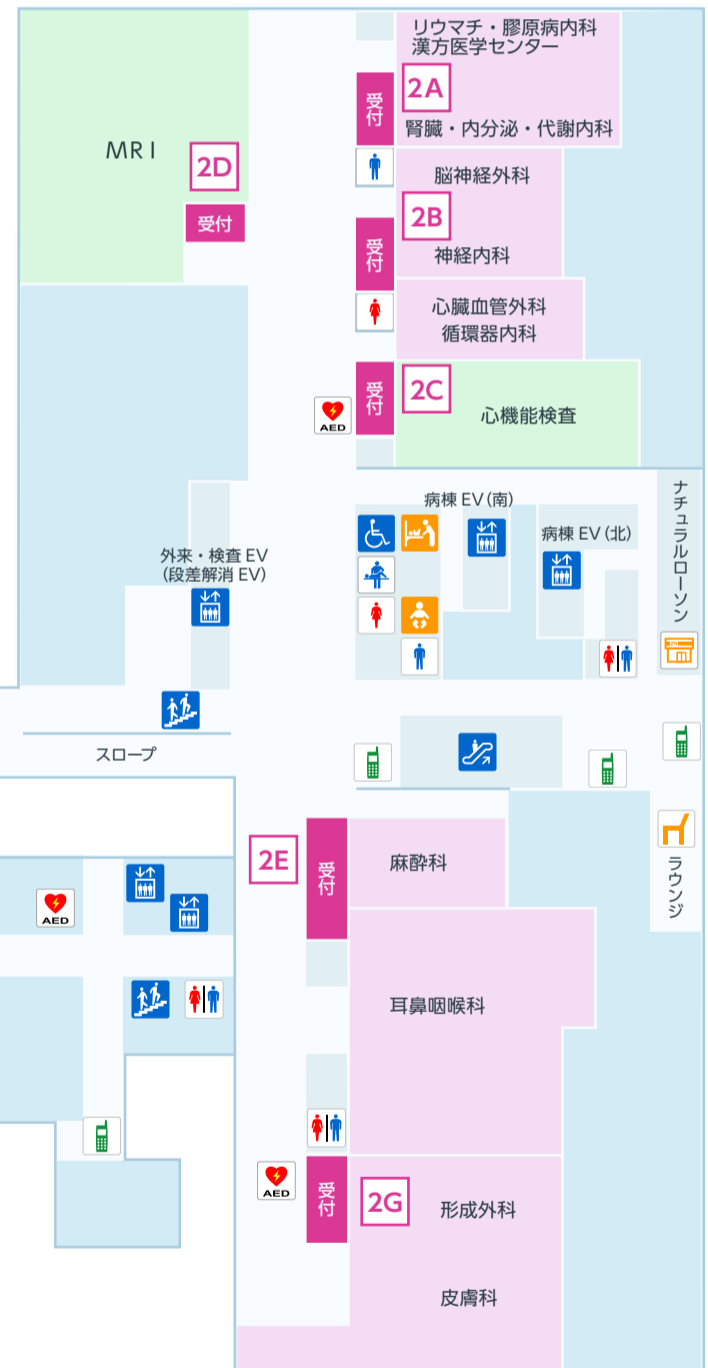 リウマチ・膠原病内科
漢方医学センター
受付
2A
腎臓・内分泌・代謝内科
MRI
2D
受付
脳神経外科
2B
受付
神経内科
心臓血管外科
循環器内科
受付
2C
心機能検査
AED
病棟 EV (南)
病棟 EV (北)
ナチュラルローソン
外来・検査 EV
(段差解消 EV)
スロープ
2E
受付
麻酔科
ラウンジ
AED
耳鼻咽喉科
AED
受付
2G
形成外科
皮膚科